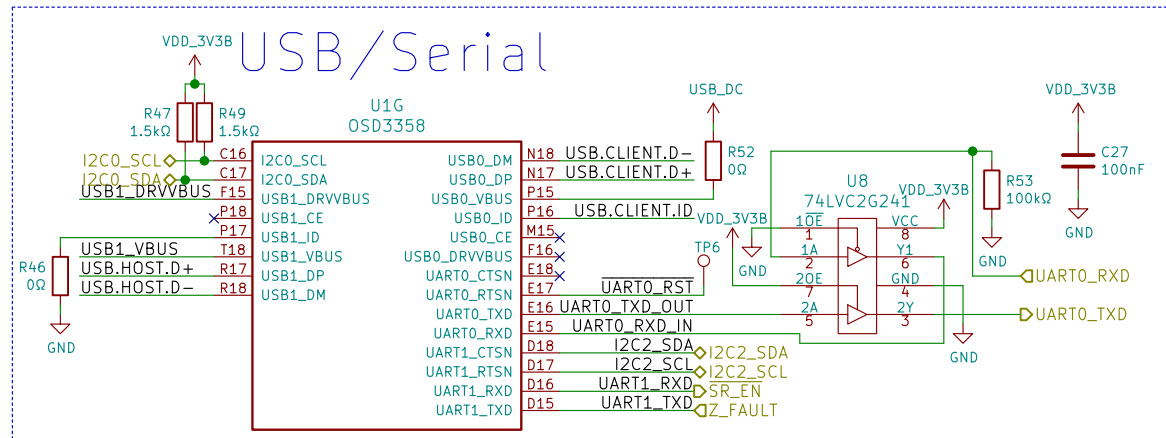 USB/Serial
VDD_3V3B
R47
1.5kΩ
R49
1.5kΩ
U1G
OSD3358
I2C0_SCL
I2C0_SDA
USB1_DRVVBUS
USB1_VBUS
USB.HOST.D+
USB.HOST.D-
R46
0Ω
GND
C16 I2C0_SCL
C17 I2C0_SDA
F15 USB1_DRVVBUS
P18 USB1_CE
P17 USB1_ID
T18 USB1_VBUS
R17 USB1_DP
R18 USB1_DM
USB0_DM N18 USB.CLIENT.D-
USB0_DP N17 USB.CLIENT.D+
USB0_VBUS P15
USB0_ID P16 USB.CLIENT.ID
USB0_CE M15
USB0_DRVVBUS F16
UART0_CTSN E18
UART0_RTSN E17 UART0_RST
UART0_TXD E16 UART0_TXD_OUT
UART0_RXD E15 UART0_RXD_IN
UART1_CTSN D18 I2C2_SDA I2C2_SDA
UART1_RTSN D17 I2C2_SCL I2C2_SCL
UART1_RXD D16 UART1_RXD SR_EN
UART1_TXD D15 UART1_TXD Z_FAULT
USB_DC
R52
0Ω
VDD_3V3B
TP6
GND
U8
74LVC2G241
1OE
1
1A
2
2OE
7
2A
5
VCC
8
Y1
6
GND
4
2Y
3
VDD_3V3B
GND
R53
100kΩ
GND
UART0_RXD
UART0_TXD
VDD_3V3B
C27
100nF
GND